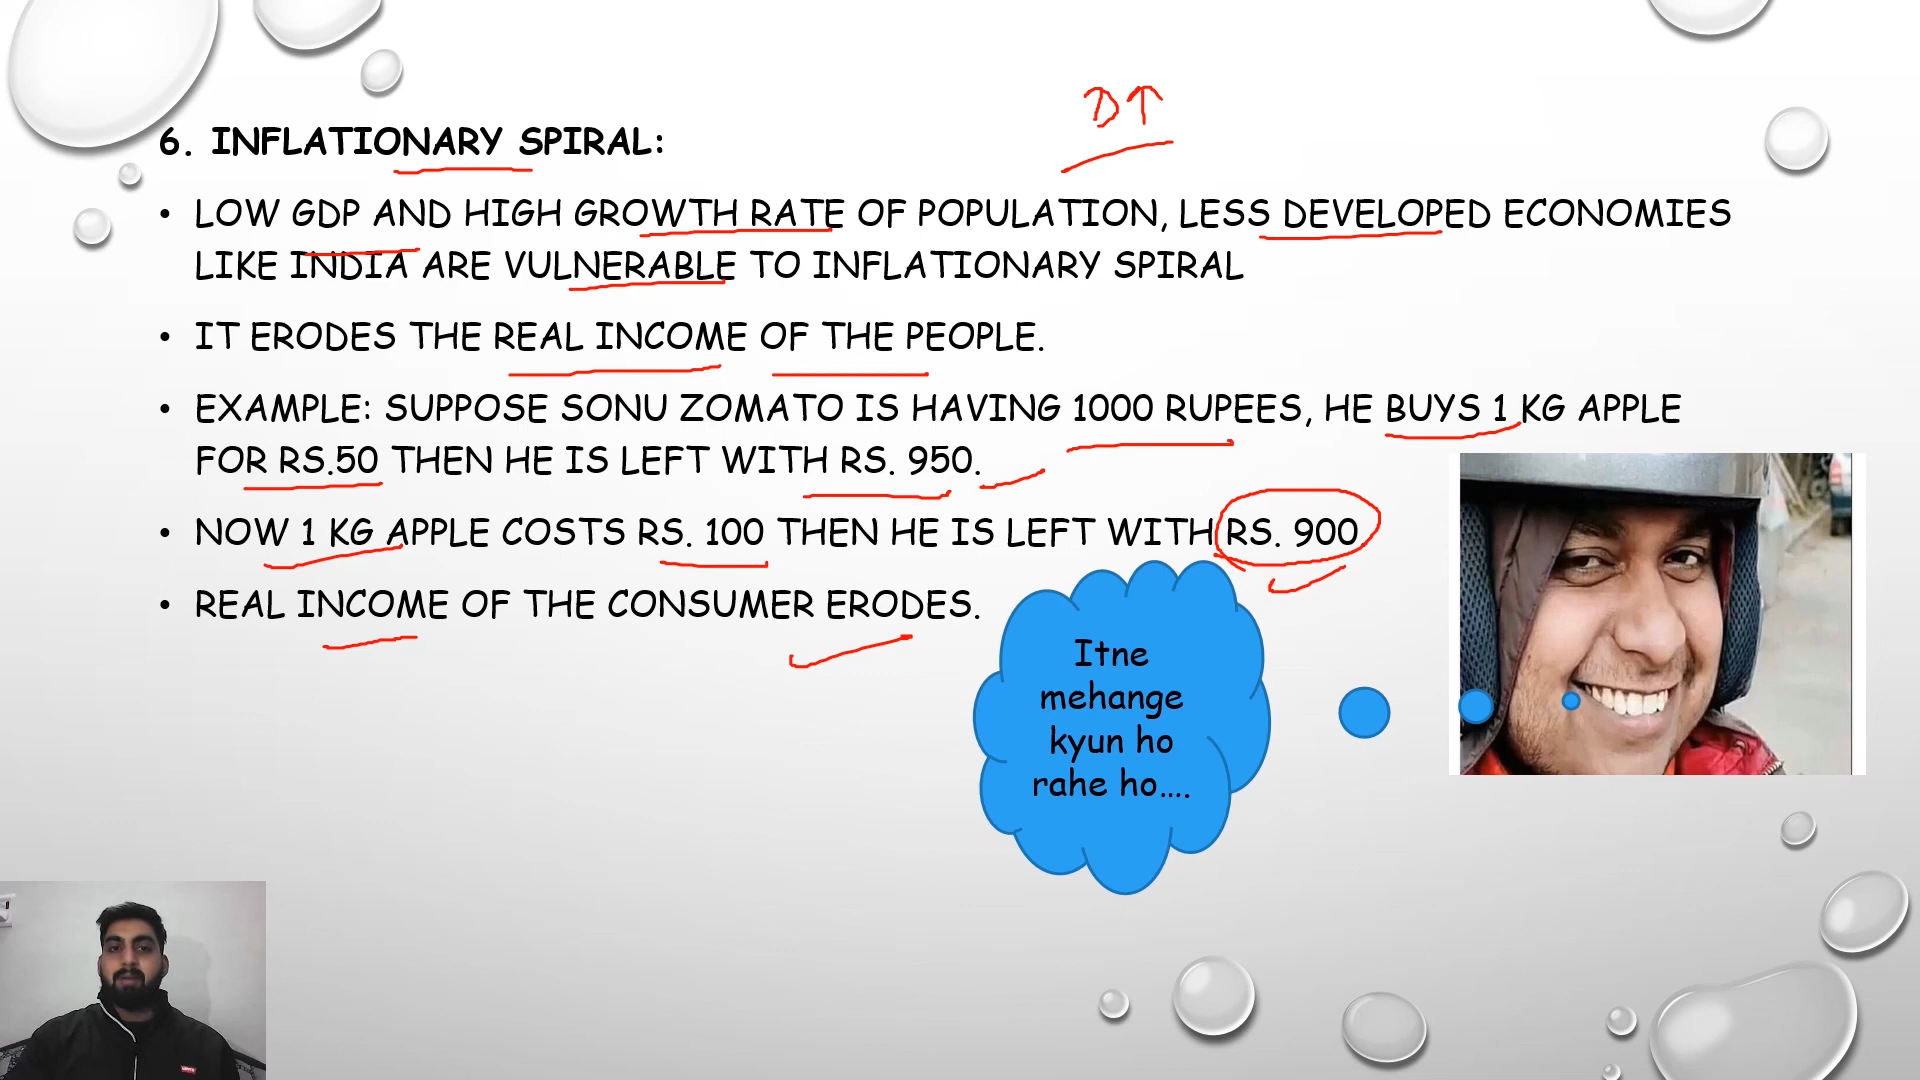 D↑
6. INFLATIONARY SPIRAL:
• LOW GDP AND HIGH GROWTH RATE OF POPULATION, LESS DEVELOPED ECONOMIES
LIKE INDIA ARE VULNERABLE TO INFLATIONARY SPIRAL
• IT ERODES THE REAL INCOME OF THE PEOPLE.
• EXAMPLE: SUPPOSE SONU ZOMATO IS HAVING 1000 RUPEES, HE BUYS 1 KG APPLE
FOR RS.50 THEN HE IS LEFT WITH RS. 950.
• NOW 1 KG APPLE COSTS RS. 100 THEN HE IS LEFT WITH RS. 900
• REAL INCOME OF THE CONSUMER ERODES.
Itne
mehange
kyun ho
rahe ho....